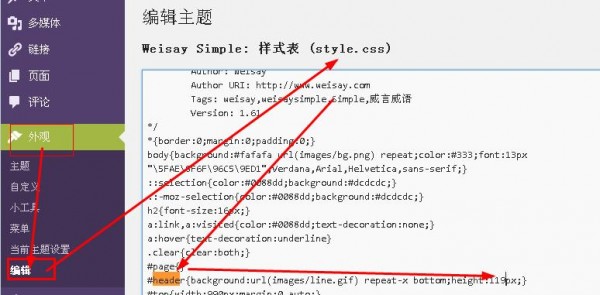 文章
多媒体
链接
页面
评论
外观
主题
自定义
小工具
菜单
当前主题设置
编辑
编辑主题
Weisay Simple: 样式表 (style.css)
Author: Weisay
Author URI: http://www.weisay.com
Tags: weisay,weisaysimple,Simple,威言威语
Version: 1.61
*/
*{border:0;margin:0;padding:0;}
body{background:#fafafa url(images/bg.png) repeat;color:#333;font:13px
"\5FAE\8F6F\96C5\9ED1",Verdana,Arial,Helvetica,sans-serif;}
::selection{color:#0088dd;background:#dcdcdc;}
::-moz-selection{color:#0088dd;background:#dcdcdc;}
h2{font-size:16px;}
a:link,a:visited{color:#0088dd;text-decoration:none;}
a:hover{text-decoration:underline}
.clear{clear:both;}
#page{}
#header{background:url(images/line.gif) repeat-x bottom;height:119px;}
#top{width:990px;margin:0 auto;}